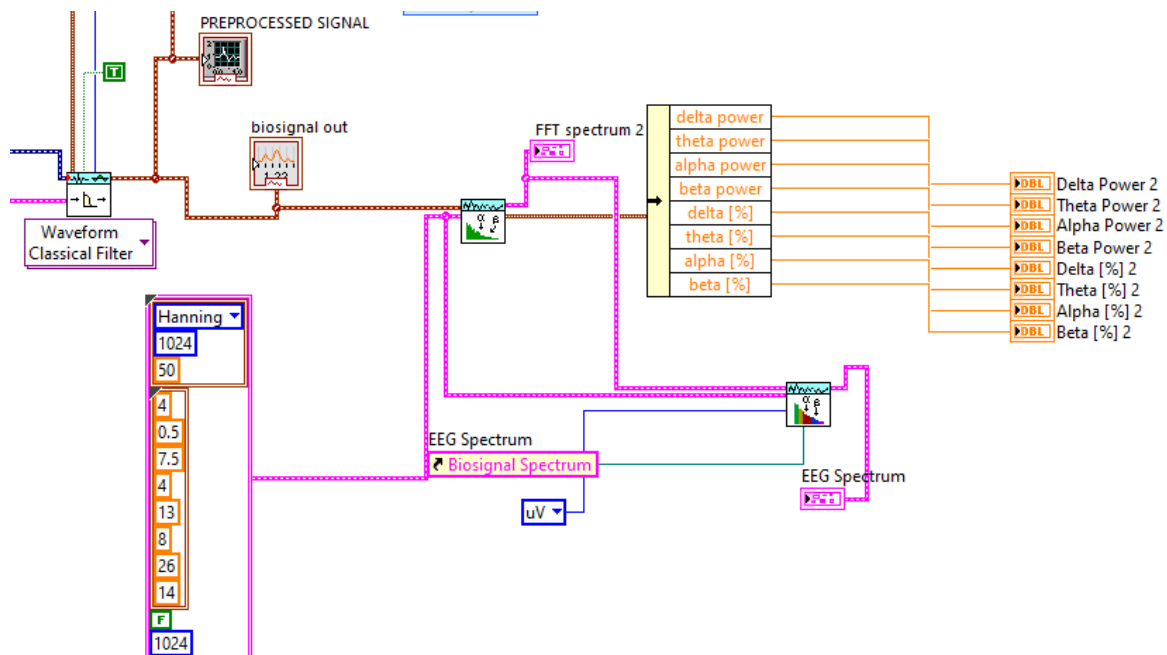 PREPROCESSED SIGNAL
T
biosignal out
1.22
FFT spectrum 2
Waveform
Classical Filter
delta power
theta power
alpha power
beta power
delta [%]
theta [%]
alpha [%]
beta [%]
DBL Delta Power 2
DBL Theta Power 2
DBL Alpha Power 2
DBL Beta Power 2
DBL Delta [%] 2
DBL Theta [%] 2
DBL Alpha [%] 2
DBL Beta [%] 2
α β
Hanning
1024
50
4
0.5
7.5
4
13
8
26
14
F
1024
α β
EEG Spectrum
Biosignal Spectrum
uV
EEG Spectrum